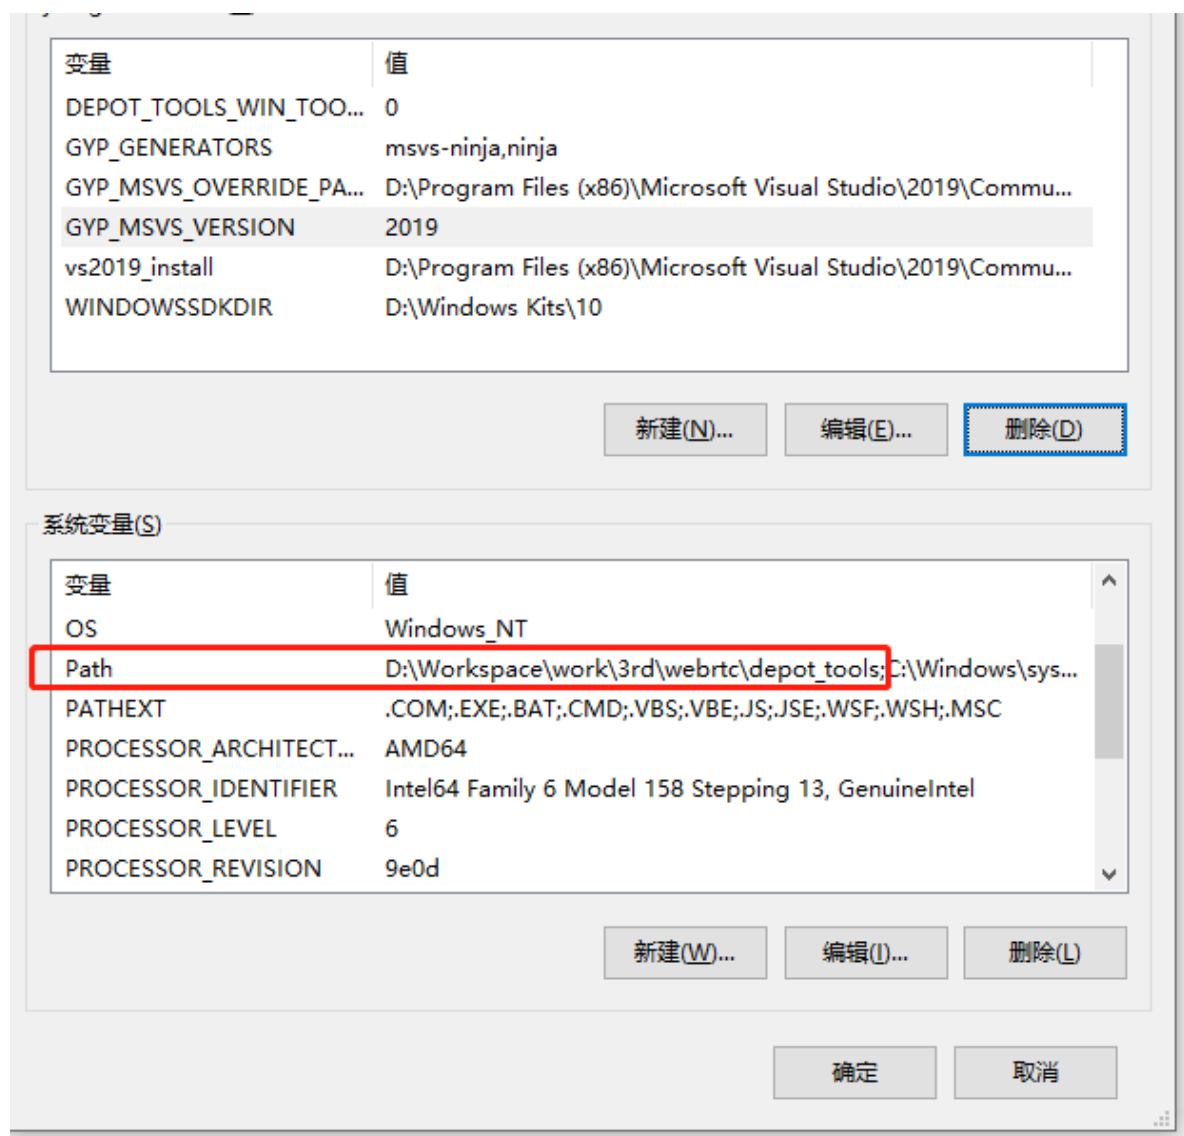 变量 值
DEPOT_TOOLS_WIN_TOO... 0
GYP_GENERATORS msvs-ninja,ninja
GYP_MSVS_OVERRIDE_PA... D:\Program Files (x86)\Microsoft Visual Studio\2019\Commu...
GYP_MSVS_VERSION 2019
vs2019_install D:\Program Files (x86)\Microsoft Visual Studio\2019\Commu...
WINDOWSSDKDIR D:\Windows Kits\10
新建(N)... 编辑(E)... 删除(D)
系统变量(S)
变量 值
OS Windows_NT
Path D:\Workspace\work\3rd\webrtc\depot_tools;C:\Windows\sys...
PATHEXT .COM;.EXE;.BAT;.CMD;.VBS;.VBE;.JS;.JSE;.WSF;.WSH;.MSC
PROCESSOR_ARCHITECT... AMD64
PROCESSOR_IDENTIFIER Intel64 Family 6 Model 158 Stepping 13, GenuineIntel
PROCESSOR_LEVEL 6
PROCESSOR_REVISION 9e0d
新建(W)... 编辑(I)... 删除(L)
确定 取消